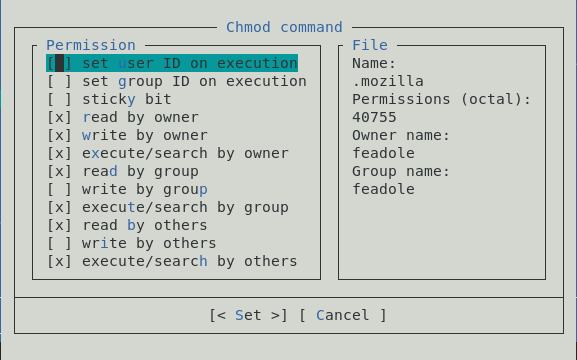 Chmod command
Permission
[ ] set user ID on execution
[ ] set group ID on execution
[ ] sticky bit
[x] read by owner
[x] write by owner
[x] execute/search by owner
[x] read by group
[ ] write by group
[x] execute/search by group
[x] read by others
[ ] write by others
[x] execute/search by others
File
Name:
.mozilla
Permissions (octal):
40755
Owner name:
feadole
Group name:
feadole
[< Set >] [ Cancel ]